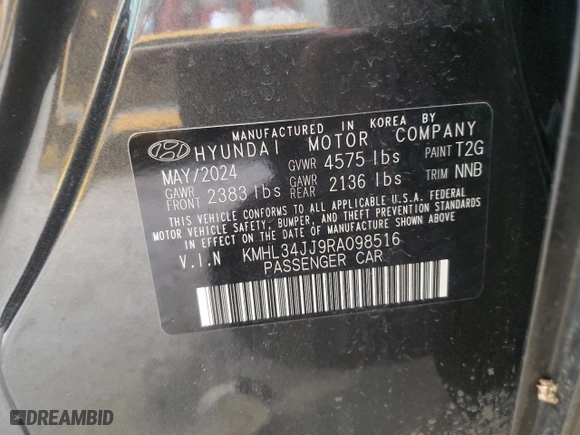 MANUFACTURED IN KOREA BY
HYUNDAI MOTOR COMPANY
MAY/2024 GVWR 4575 lbs PAINT T2G
GAWR FRONT 2383 lbs GAWR REAR 2136 lbs TRIM NNB
THIS VEHICLE CONFORMS TO ALL APPLICABLE U.S.A. FEDERAL
MOTOR VEHICLE SAFETY, BUMPER, AND THEFT PREVENTION STANDARDS
IN EFFECT ON THE DATE OF MANUFACTURE SHOWN ABOVE.
V.I.N KMHL34JJ9RA098516
PASSENGER CAR
DREAMBID